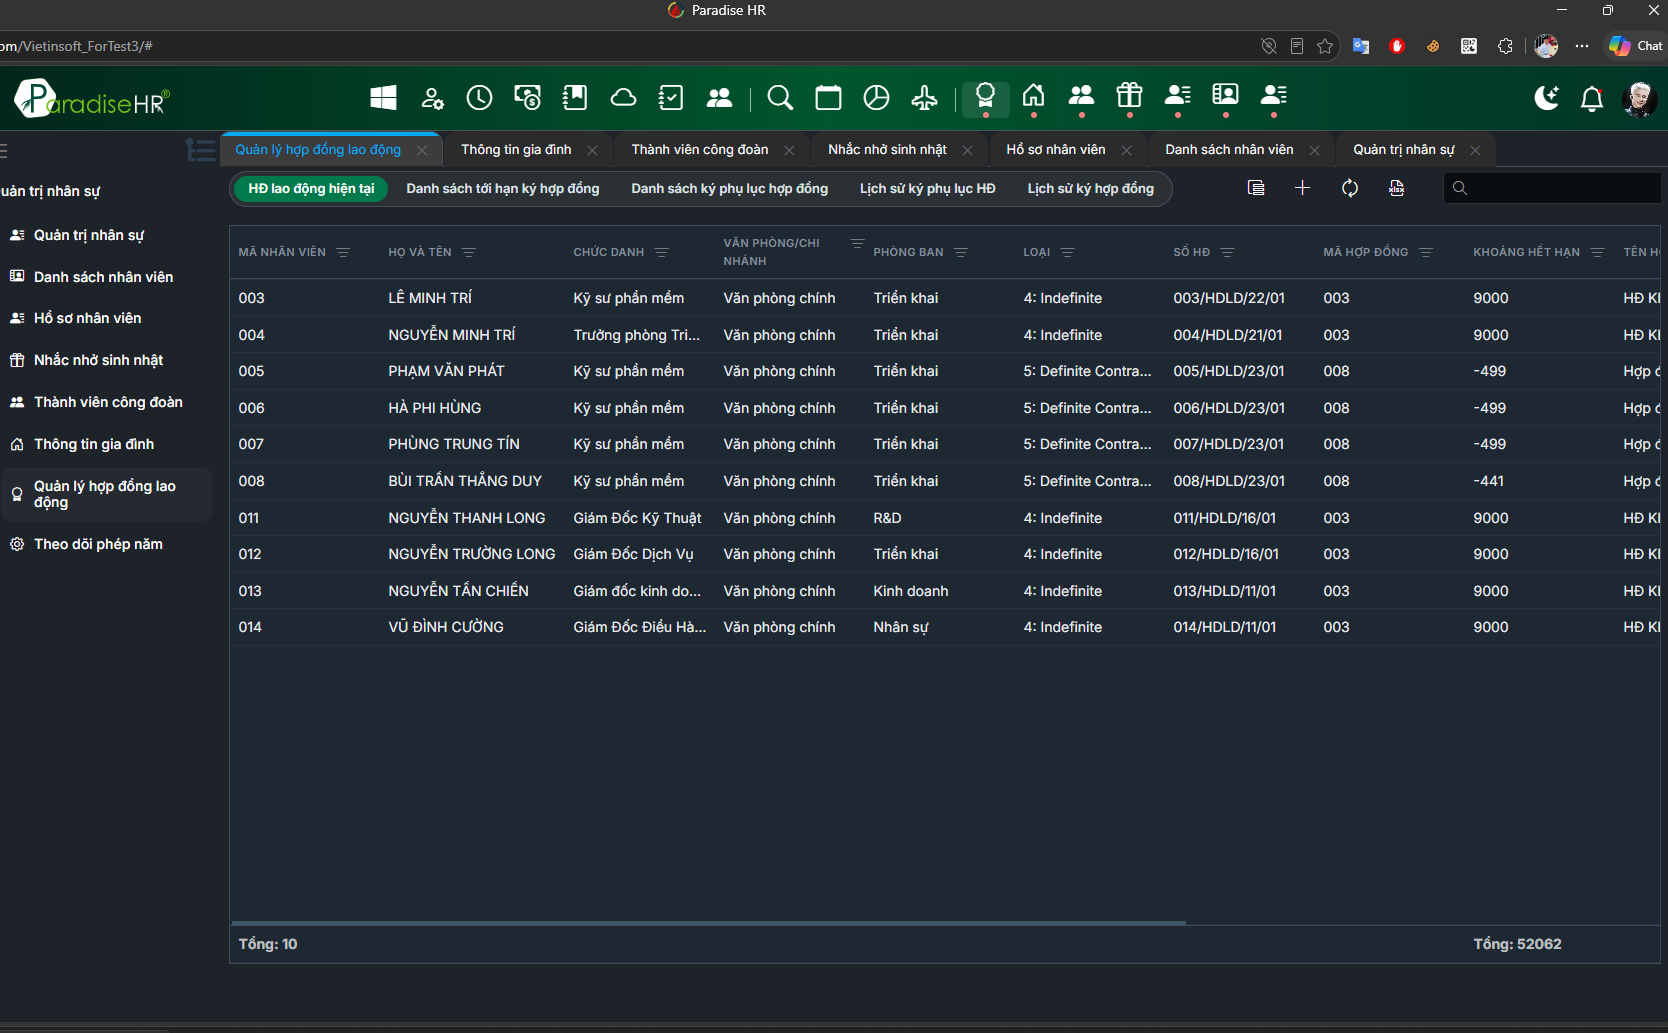 Paradise HR
om/Vietinsoft_ForTest3/#
Chat
ParadiseHR®
Quản lý hợp đồng lao động
Thông tin gia đình
Thành viên công đoàn
Nhắc nhở sinh nhật
Hồ sơ nhân viên
Danh sách nhân viên
Quản trị nhân sự
uản trị nhân sự
Quản trị nhân sự
Danh sách nhân viên
Hồ sơ nhân viên
Nhắc nhở sinh nhật
Thành viên công đoàn
Thông tin gia đình
Quản lý hợp đồng lao
động
Theo dõi phép năm
HĐ lao động hiện tại
Danh sách tới hạn ký hợp đồng
Danh sách ký phụ lục hợp đồng
Lịch sử ký phụ lục HĐ
Lịch sử ký hợp đồng
xlsx
MÃ NHÂN VIÊN HỌ VÀ TÊN CHỨC DANH VĂN PHÒNG/CHI NHÁNH PHÒNG BAN LOẠI SỐ HĐ MÃ HỢP ĐỒNG KHOẢNG HẾT HẠN TÊN H
003 LÊ MINH TRÍ Kỹ sư phần mềm Văn phòng chính Triển khai 4: Indefinite 003/HDLD/22/01 003 9000 HĐ K
004 NGUYỄN MINH TRÍ Trưởng phòng Tri... Văn phòng chính Triển khai 4: Indefinite 004/HDLD/21/01 003 9000 HĐ K
005 PHẠM VĂN PHÁT Kỹ sư phần mềm Văn phòng chính Triển khai 5: Definite Contra... 005/HDLD/23/01 008 -499 Hợp
006 HÀ PHI HÙNG Kỹ sư phần mềm Văn phòng chính Triển khai 5: Definite Contra... 006/HDLD/23/01 008 -499 Hợp
007 PHÙNG TRUNG TÍN Kỹ sư phần mềm Văn phòng chính Triển khai 5: Definite Contra... 007/HDLD/23/01 008 -499 Hợp
008 BÙI TRẦN THẮNG DUY Kỹ sư phần mềm Văn phòng chính Triển khai 5: Definite Contra... 008/HDLD/23/01 008 -441 Hợp
011 NGUYỄN THANH LONG Giám Đốc Kỹ Thuật Văn phòng chính R&D 4: Indefinite 011/HDLD/16/01 003 9000 HĐ K
012 NGUYỄN TRƯỜNG LONG Giám Đốc Dịch Vụ Văn phòng chính Triển khai 4: Indefinite 012/HDLD/16/01 003 9000 HĐ K
013 NGUYỄN TẤN CHIẾN Giám đốc kinh do... Văn phòng chính Kinh doanh 4: Indefinite 013/HDLD/11/01 003 9000 HĐ K
014 VŨ ĐÌNH CƯỜNG Giám Đốc Điều Hà... Văn phòng chính Nhân sự 4: Indefinite 014/HDLD/11/01 003 9000 HĐ K
Tổng: 10 Tổng: 52062